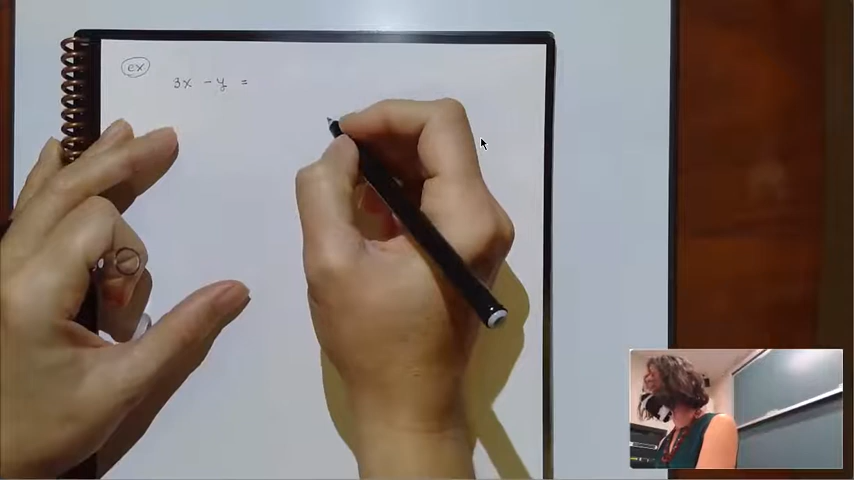 ex
3x - y =